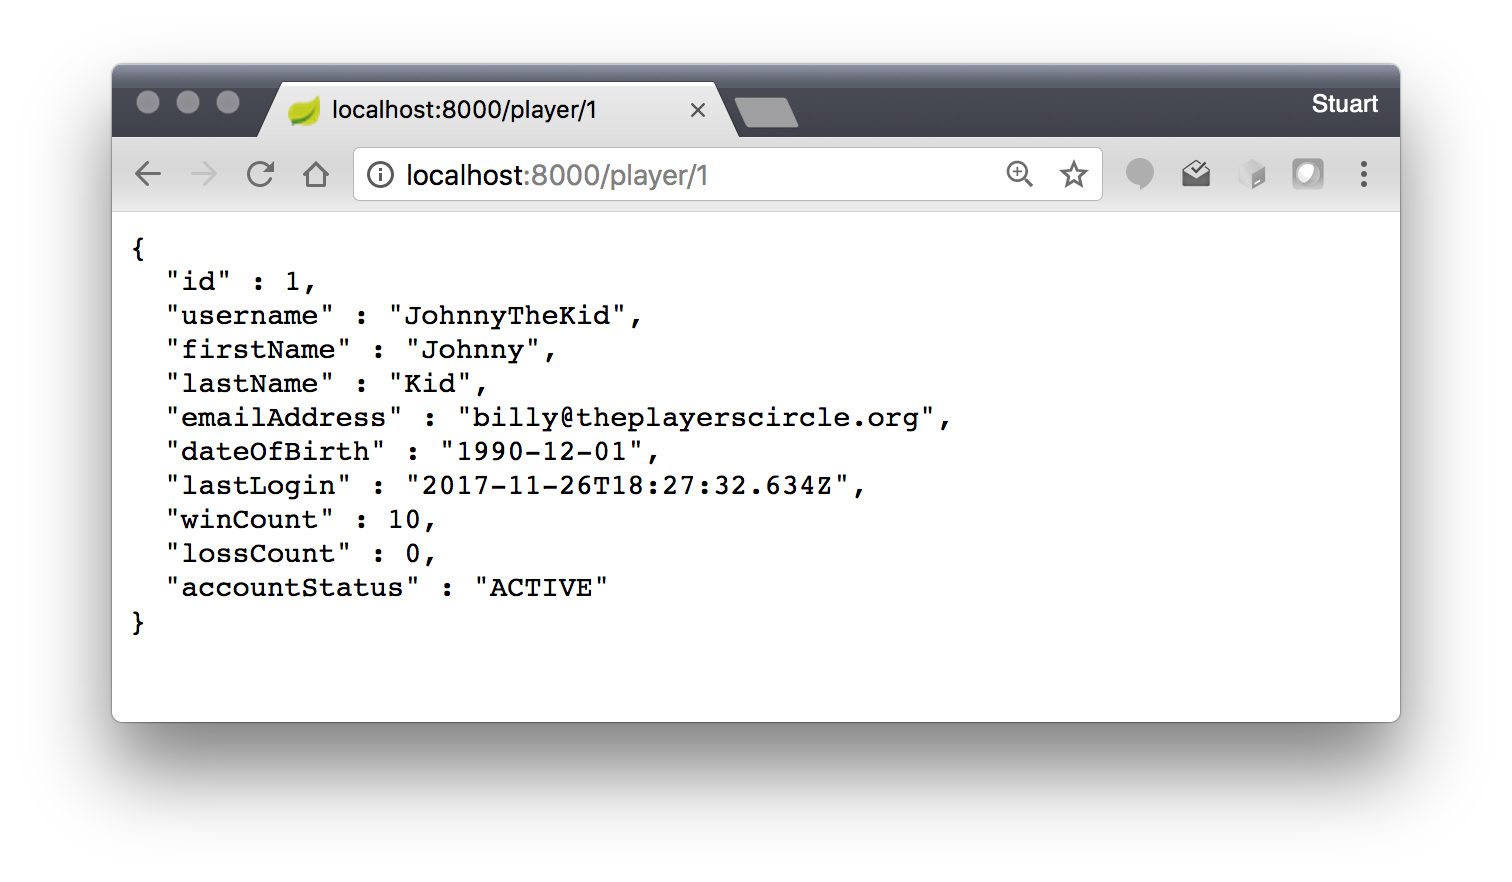 localhost:8000/player/1
Stuart
localhost:8000/player/1
{
"id" : 1,
"username" : "JohnnyTheKid",
"firstName" : "Johnny",
"lastName" : "Kid",
"emailAddress" : "billy@theplayerscircle.org",
"dateOfBirth" : "1990-12-01",
"lastLogin" : "2017-11-26T18:27:32.634Z",
"winCount" : 10,
"lossCount" : 0,
"accountStatus" : "ACTIVE"
}